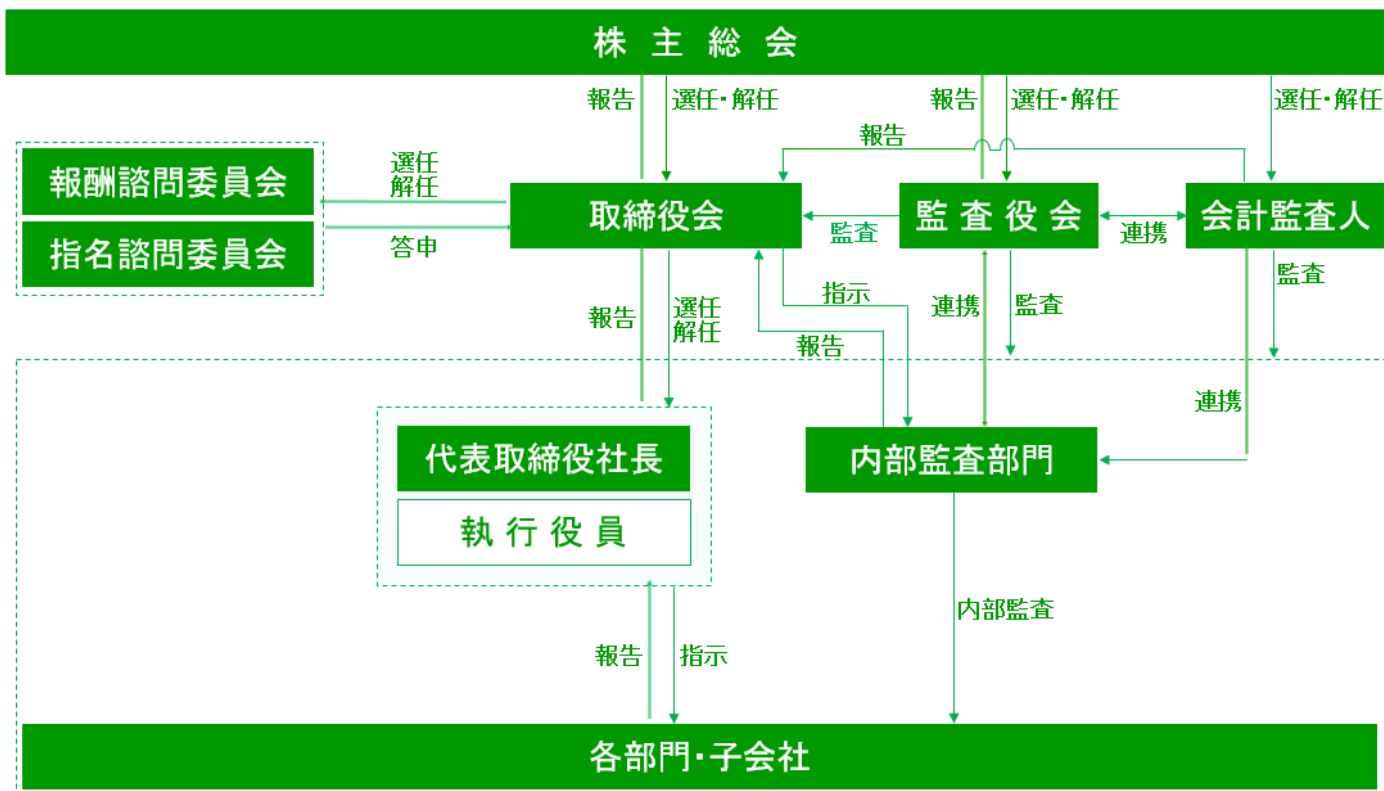 株主総会
報告
選任・解任
報告
選任・解任
選任・解任
報告
報酬諮問委員会
指名諮問委員会
選任
解任
答申
取締役会
監査
監査役会
連携
会計監査人
報告
選任
解任
指示
報告
連携
監査
監査
連携
代表取締役社長
執行役員
内部監査部門
内部監査
報告
指示
各部門・子会社